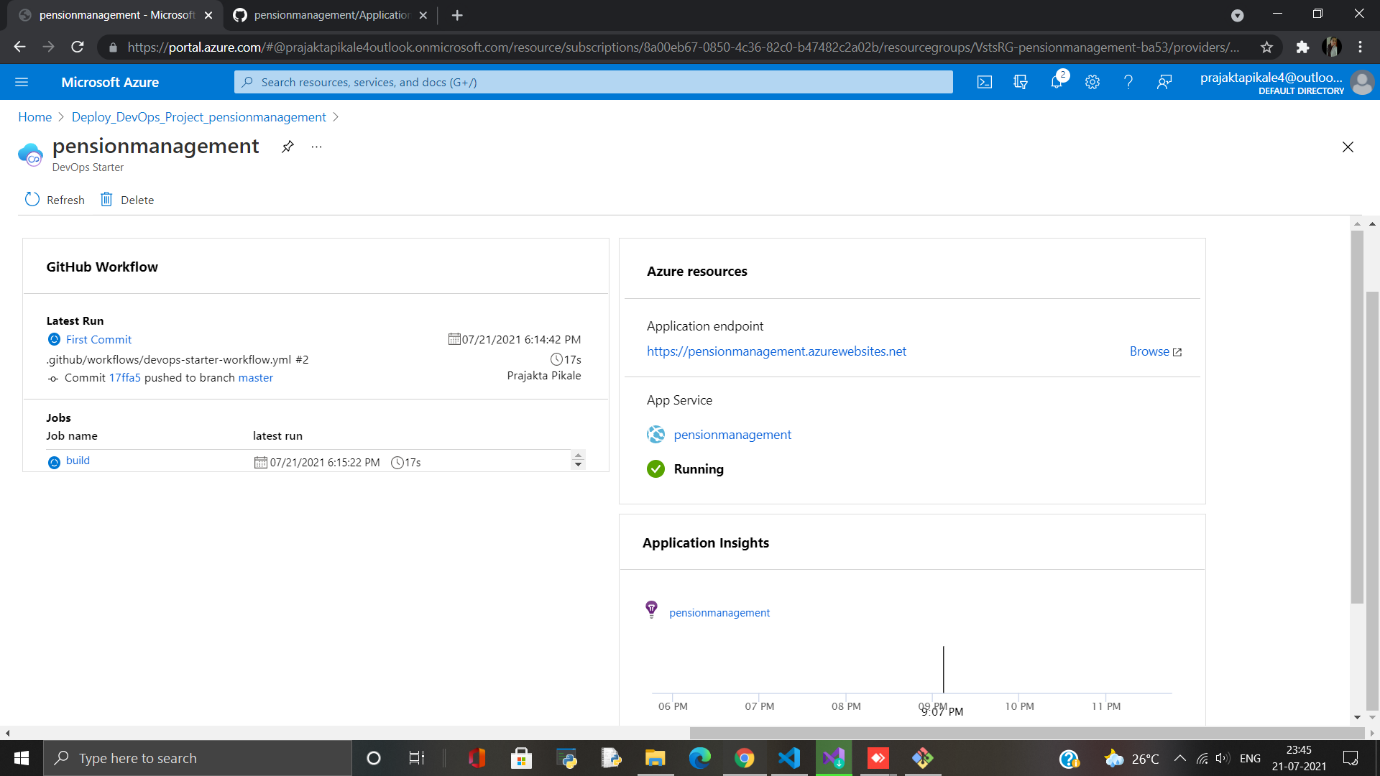 pensionmanagement - Microsoft
pensionmanagement/Application
https://portal.azure.com/#@prajaktapikale4outlook.onmicrosoft.com/resource/subscriptions/8a00eb67-0850-4c36-82c0-b47482c2a02b/resourcegroups/VstsRG-pensionmanagement-ba53/providers/...
Microsoft Azure
Search resources, services, and docs (G+/)
2
prajaktapikale4@outloo...
DEFAULT DIRECTORY
Home > Deploy_DevOps_Project_pensionmanagement >
pensionmanagement
DevOps Starter
Refresh
Delete
GitHub Workflow
Latest Run
First Commit
07/21/2021 6:14:42 PM
.github/workflows/devops-starter-workflow.yml #2
17s
Commit 17ffa5 pushed to branch master
Prajakta Pikale
Jobs
Job name
latest run
build
07/21/2021 6:15:22 PM
17s
Azure resources
Application endpoint
https://pensionmanagement.azurewebsites.net
Browse
App Service
pensionmanagement
Running
Application Insights
pensionmanagement
06 PM
07 PM
08 PM
09 PM
10 PM
11 PM
9:07 PM
Type here to search
26°C
ENG
23:45
21-07-2021